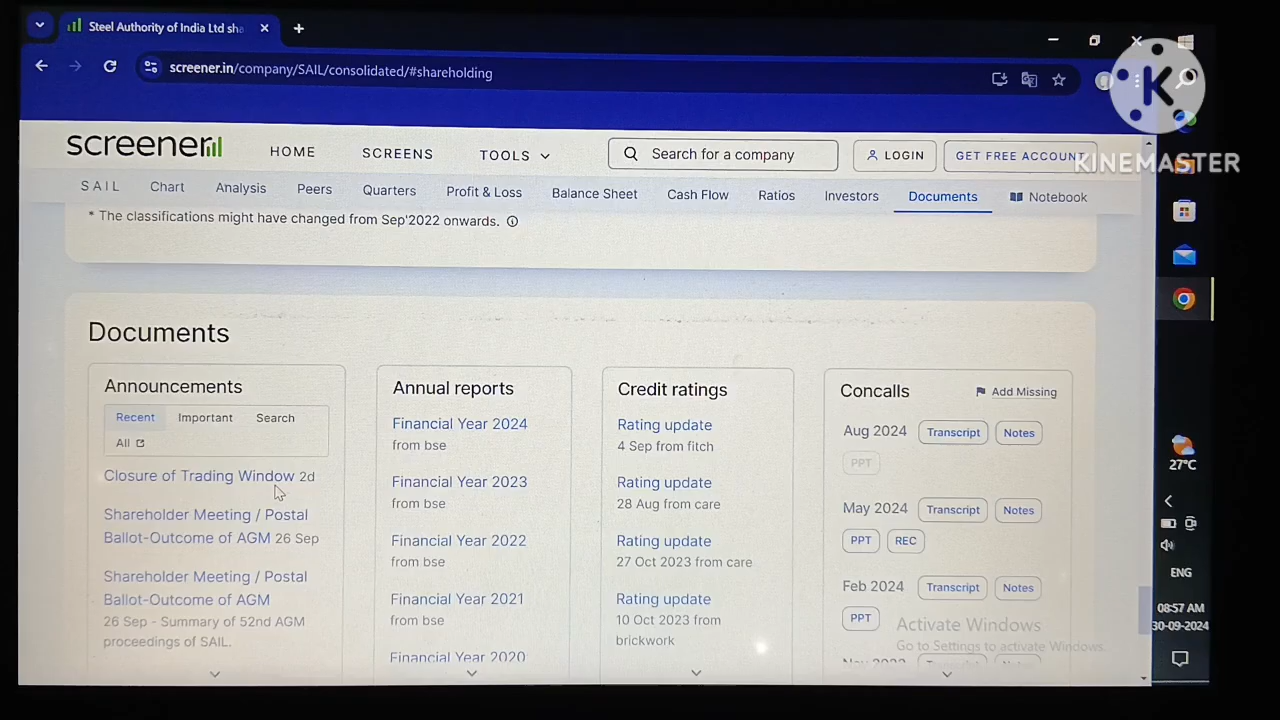 Steel Authority of India Ltd sha
screener.in/company/SAIL/consolidated/#shareholding
screener
HOME
SCREENS
TOOLS
Search for a company
LOGIN
GET FREE ACCOUNT
KINEMASTER
SAIL
Chart
Analysis
Peers
Quarters
Profit & Loss
Balance Sheet
Cash Flow
Ratios
Investors
Documents
Notebook
* The classifications might have changed from Sep'2022 onwards.
Documents
Announcements
Recent
Important
Search
All
Closure of Trading Window 2d
Shareholder Meeting / Postal
Ballot-Outcome of AGM 26 Sep
Shareholder Meeting / Postal
Ballot-Outcome of AGM
26 Sep - Summary of 52nd AGM
proceedings of SAIL.
Annual reports
Financial Year 2024
from bse
Financial Year 2023
from bse
Financial Year 2022
from bse
Financial Year 2021
from bse
Financial Year 2020
Credit ratings
Rating update
4 Sep from fitch
Rating update
28 Aug from care
Rating update
27 Oct 2023 from care
Rating update
10 Oct 2023 from
brickwork
Concalls
Add Missing
Aug 2024
Transcript
Notes
PPT
May 2024
Transcript
Notes
PPT
REC
Feb 2024
Transcript
Notes
PPT
Activate Windows
Go to Settings to activate Windows.
27°C
ENG
08:57 AM
30-09-2024